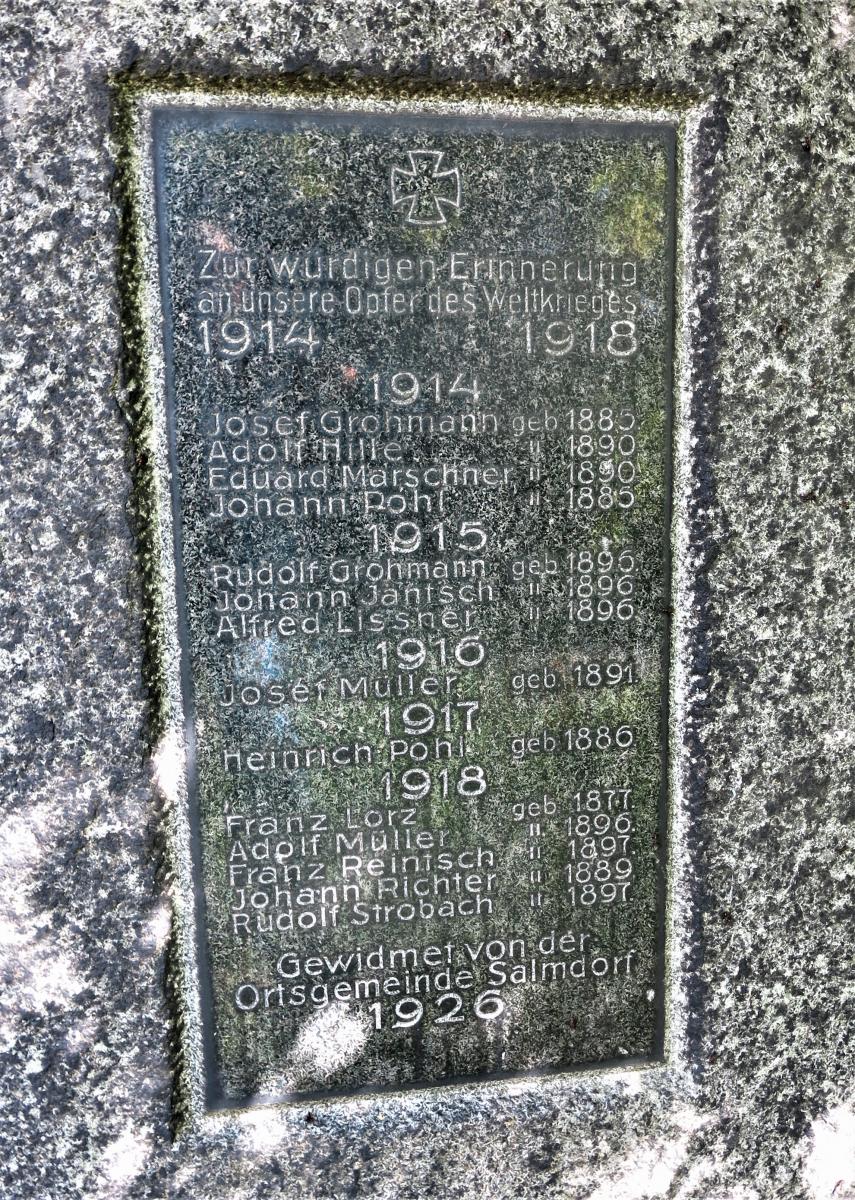 Zur würdigen Erinnerung
an unsere Opfer des Weltkrieges
1914 1918
1914
Josef Grohmann geb 1885
Adolf Hille " 1890
Eduard Marschner " 1890
Johann Pohl " 1885
1915
Rudolf Grohmann geb 1896
Johann Jantsch " 1896
Alfred Lissner " 1896
1916
Josef Müller geb 1891
1917
Heinrich Pohl geb 1886
1918
Franz Lorz geb 1877
Adolf Müller " 1896
Franz Reintsch " 1897
Johann Richter " 1889
Rudolf Strobach " 1897
Gewidmet von der
Ortsgemeinde Salmdorf
1926